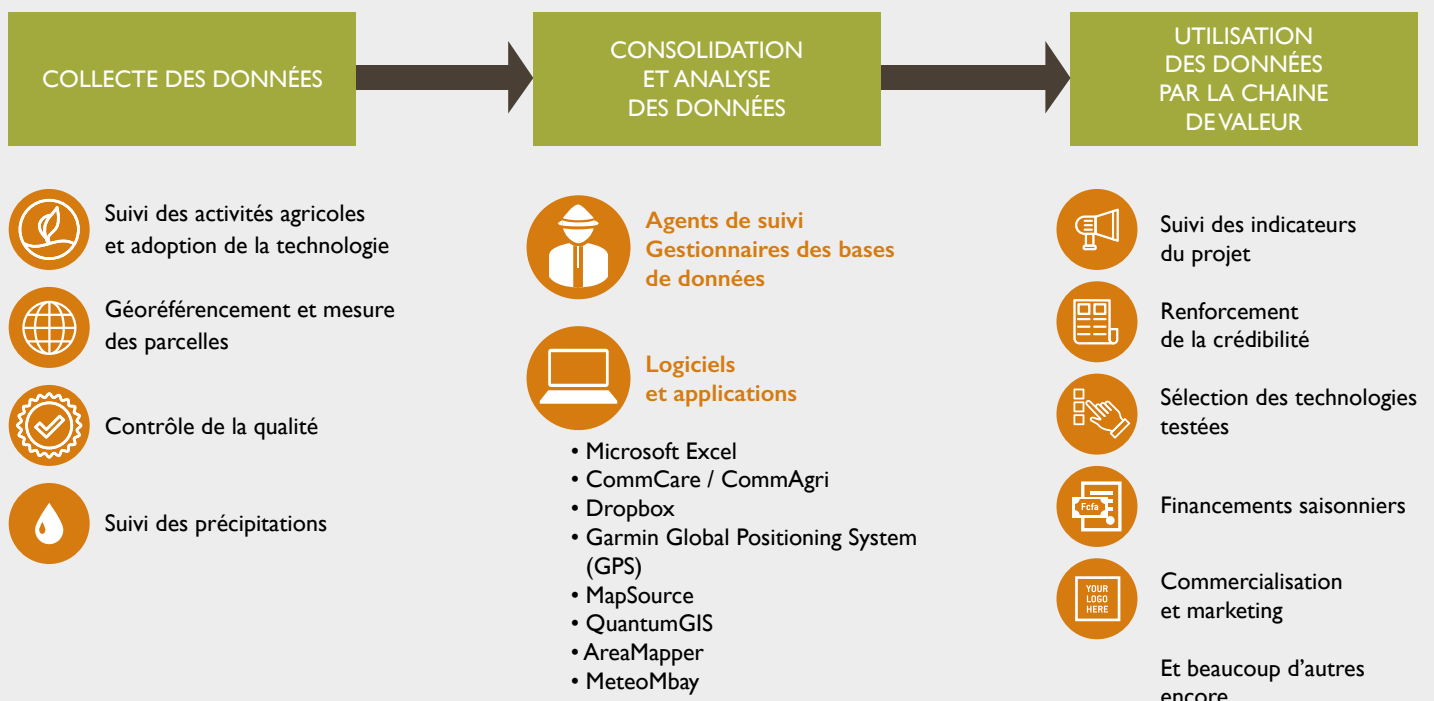 COLLECTE DES DONNÉES
CONSOLIDATION
ET ANALYSE
DES DONNÉES
UTILISATION
DES DONNÉES
PAR LA CHAINE
DE VALEUR
Suivi des activités agricoles
et adoption de la technologie
Géoréférencement et mesure
des parcelles
Contrôle de la qualité
Suivi des précipitations
Agents de suivi
Gestionnaires des bases
de données
Logiciels
et applications
• Microsoft Excel
• CommCare / CommAgri
• Dropbox
• Garmin Global Positioning System
(GPS)
• MapSource
• QuantumGIS
• AreaMapper
• MeteoMbay
Suivi des indicateurs
du projet
Renforcement
de la crédibilité
Sélection des technologies
testées
Fcfa
Financements saisonniers
YOUR
LOGO
HERE
Commercialisation
et marketing
Et beaucoup d'autres
encore